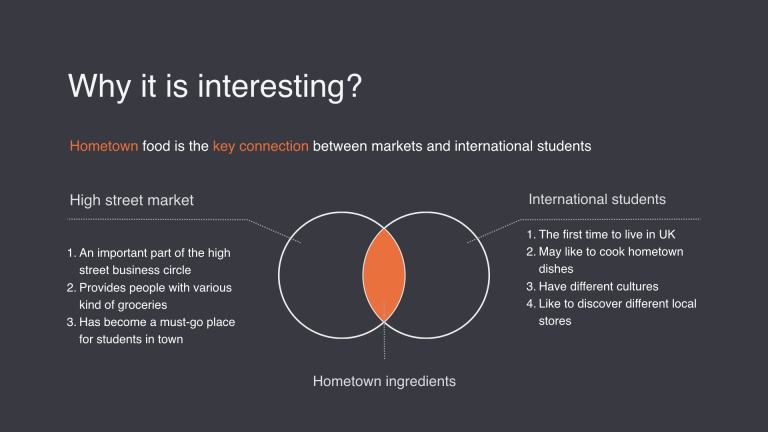 Why it is interesting?
Hometown food is the key connection between markets and international students
High street market
1. An important part of the high
street business circle
2. Provides people with various
kind of groceries
3. Has become a must-go place
for students in town
International students
1. The first time to live in UK
2. May like to cook hometown
dishes
3. Have different cultures
4. Like to discover different local
stores
Hometown ingredients